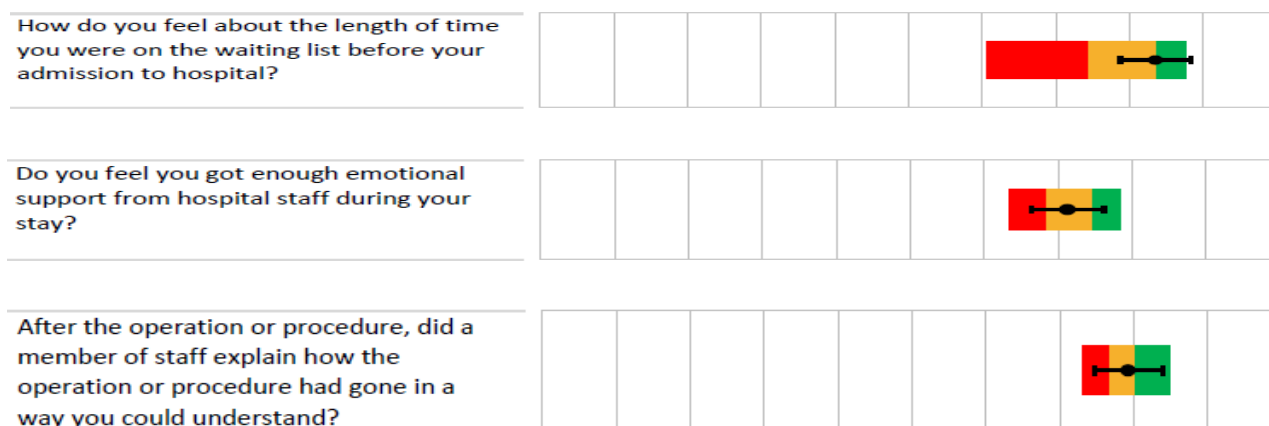 How do you feel about the length of time
you were on the waiting list before your
admission to hospital?
Do you feel you got enough emotional
support from hospital staff during your
stay?
After the operation or procedure, did a
member of staff explain how the
operation or procedure had gone in a
way you could understand?